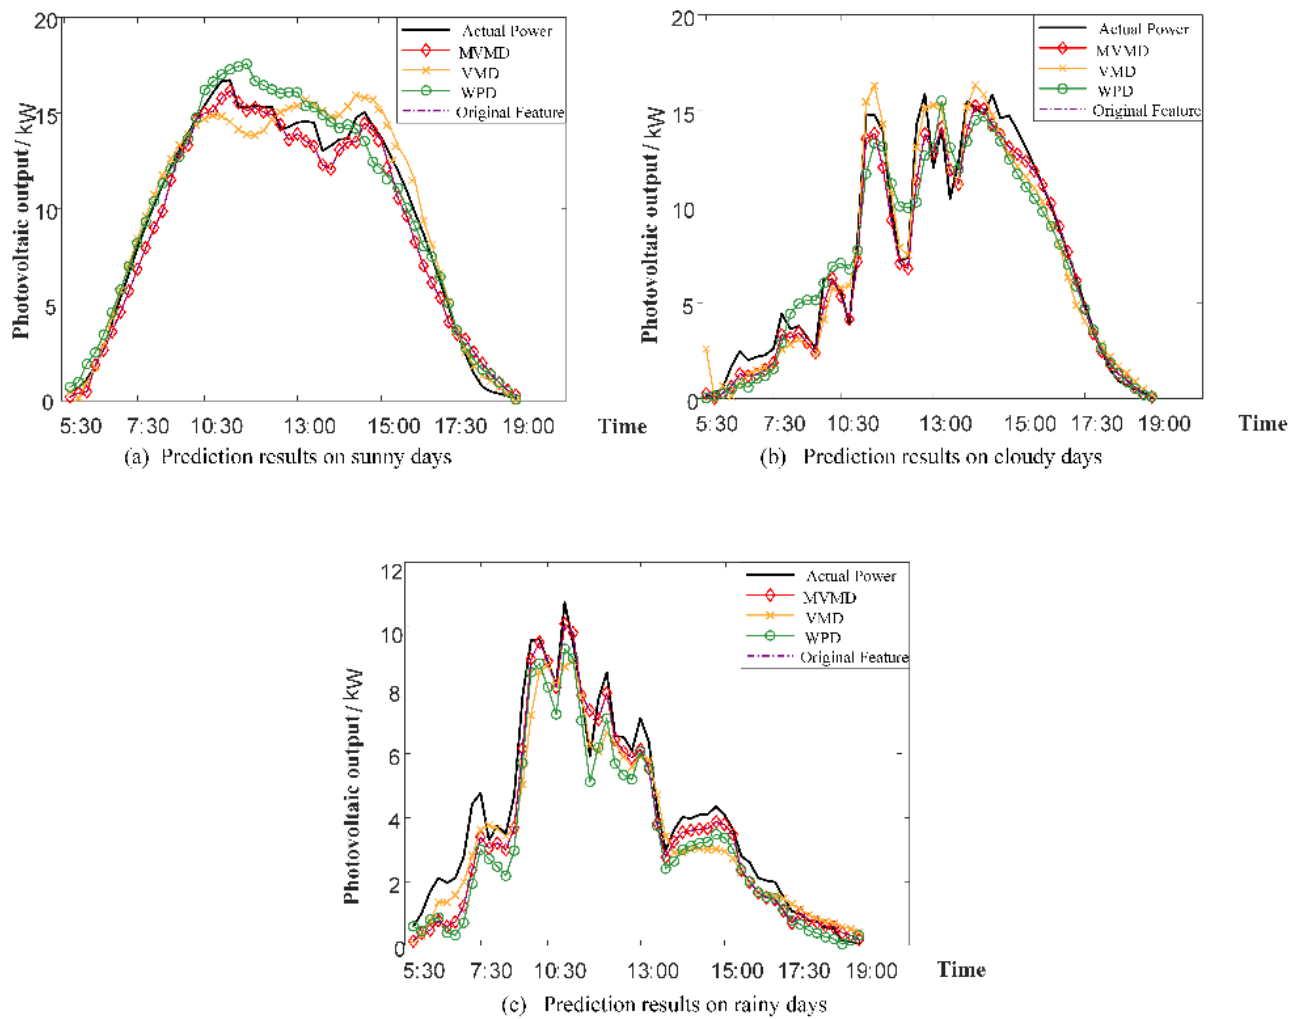 20
15
10
5
0
Photovoltaic output / kW
Actual Power
MVMD
VMD
WPD
Original Feature
5:30 7:30 10:30 13:00 15:00 17:30 19:00 Time
(a) Prediction results on sunny days
20
15
10
5
0
Photovoltaic output / kW
Actual Power
MVMD
VMD
WPD
Original Feature
5:30 7:30 10:30 13:00 15:00 17:30 19:00 Time
(b) Prediction results on cloudy days
12
10
8
6
4
2
0
Photovoltaic output / kW
Actual Power
MVMD
VMD
WPD
Original Feature
5:30 7:30 10:30 13:00 15:00 17:30 19:00 Time
(c) Prediction results on rainy days